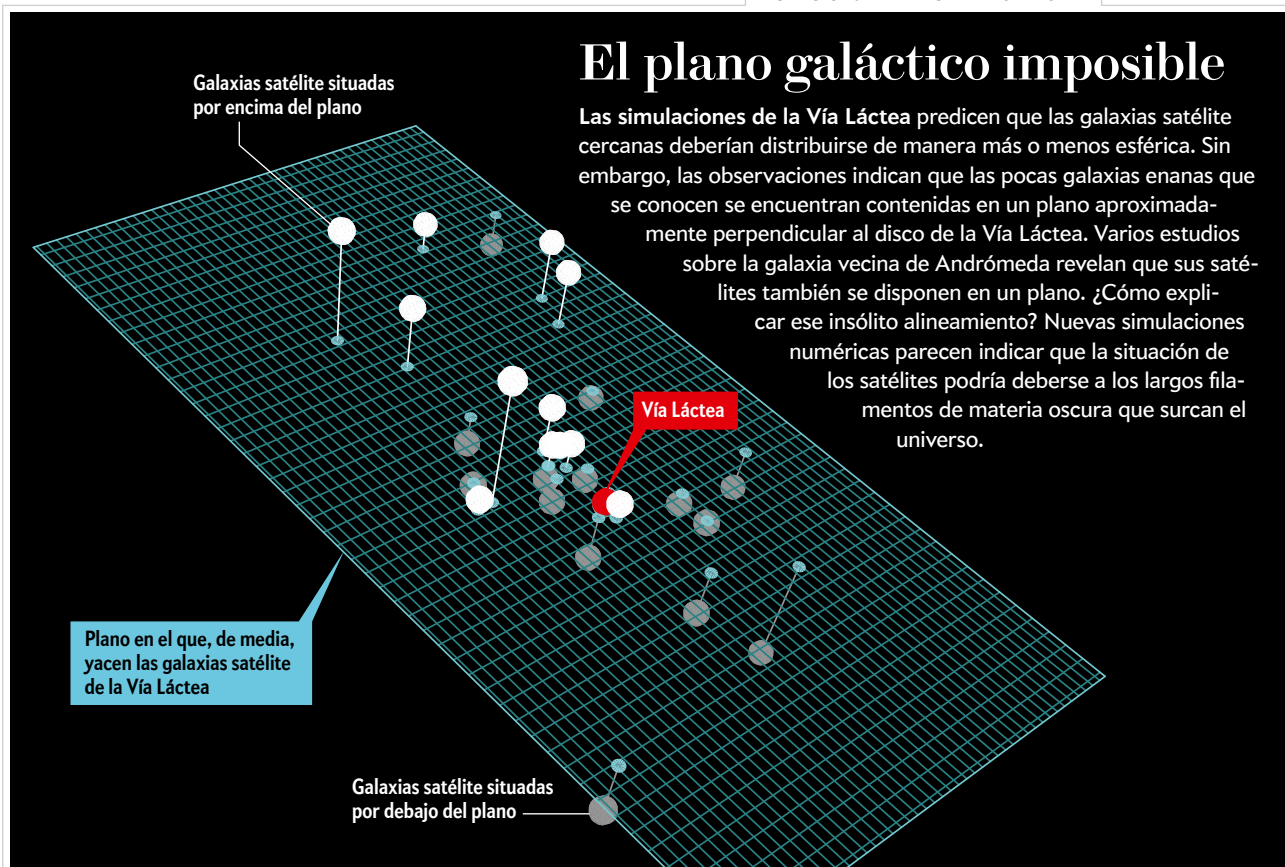 El plano galáctico imposible
Las simulaciones de la Vía Láctea predicen que las galaxias satélite
cercanas deberían distribuirse de manera más o menos esférica. Sin
embargo, las observaciones indican que las pocas galaxias enanas que
se conocen se encuentran contenidas en un plano aproximada-
mente perpendicular al disco de la Vía Láctea. Varios estudios
sobre la galaxia vecina de Andrómeda revelan que sus saté-
lites también se disponen en un plano. ¿Cómo expli-
car ese insólito alineamiento? Nuevas simulaciones
numéricas parecen indicar que la situación de
los satélites podría deberse a los largos fila-
mentos de materia oscura que surcan el
universo.
Galaxias satélite situadas
por encima del plano
Vía Láctea
Plano en el que, de media,
yacen las galaxias satélite
de la Vía Láctea
Galaxias satélite situadas
por debajo del plano